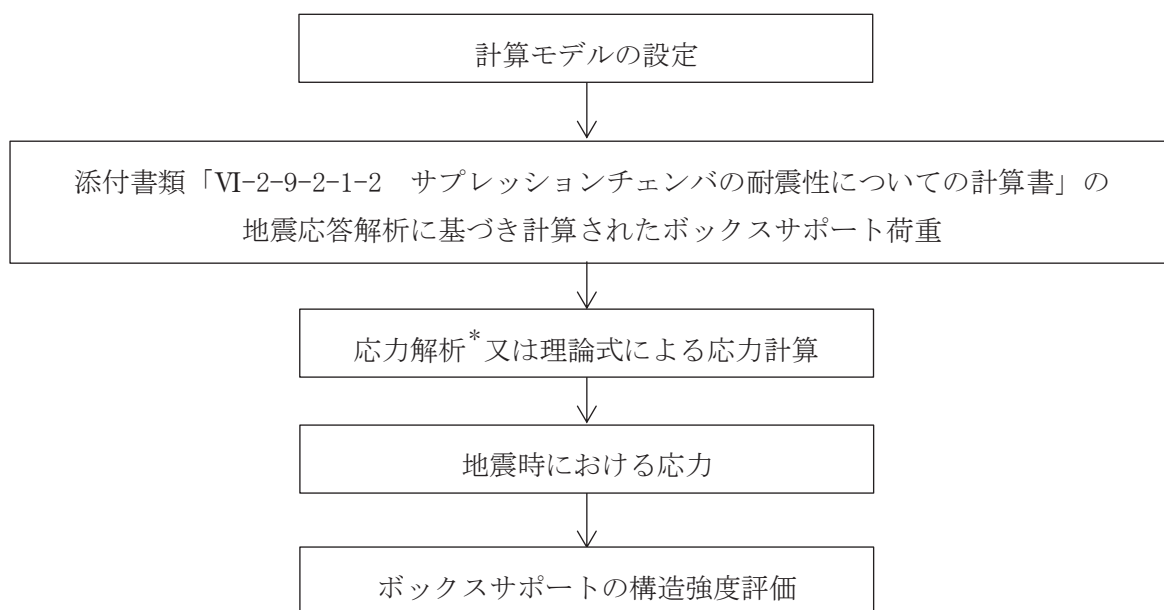 計算モデルの設定
添付書類「Ⅵ-2-9-2-1-2　サプレッションチェンバの耐震性についての計算書」の
地震応答解析に基づき計算されたボックスサポート荷重
応力解析*又は理論式による応力計算
地震時における応力
ボックスサポートの構造強度評価